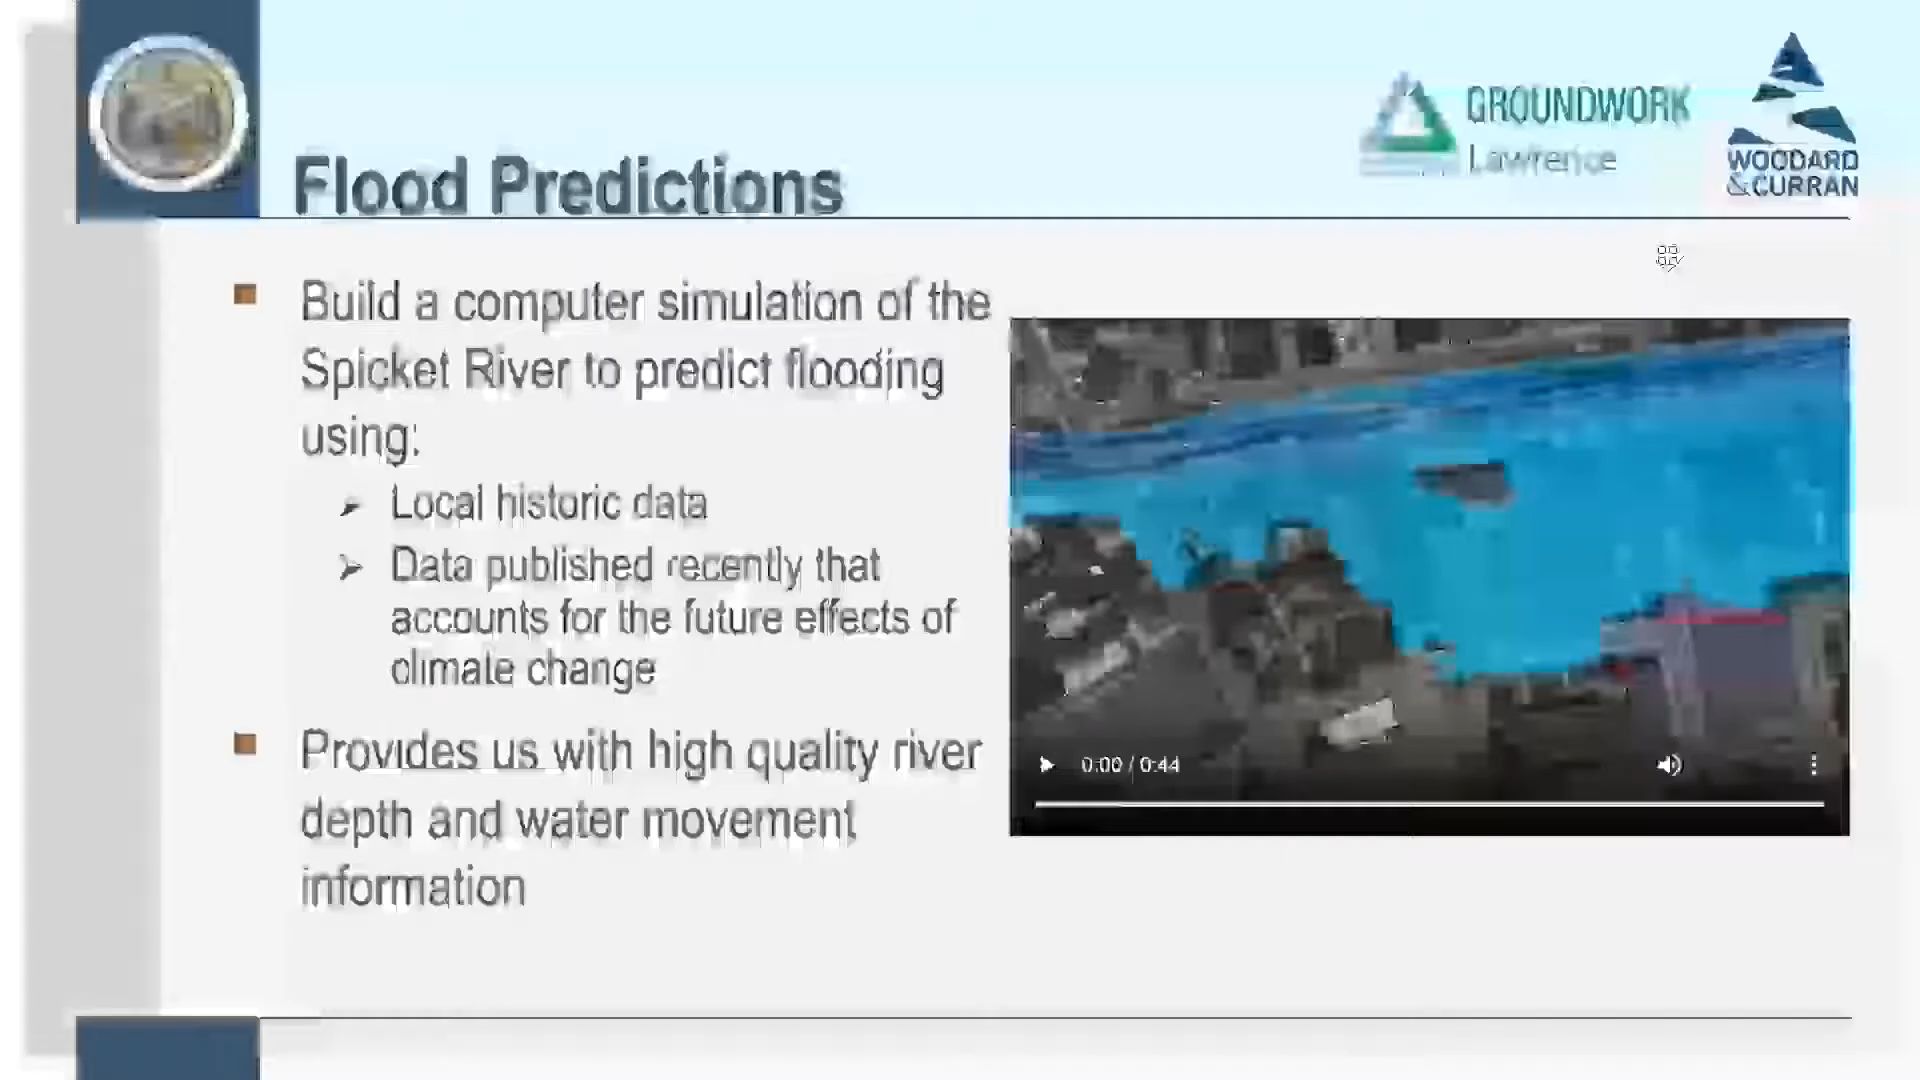 GROUNDWORK
Lawrence
WOODARD
&CURRAN
Flood Predictions
Build a computer simulation of the
Spicket River to predict flooding
using:
Local historic data
Data published recently that
accounts for the future effects of
climate change
Provides us with high quality river
depth and water movement
information
0:00 / 0:44